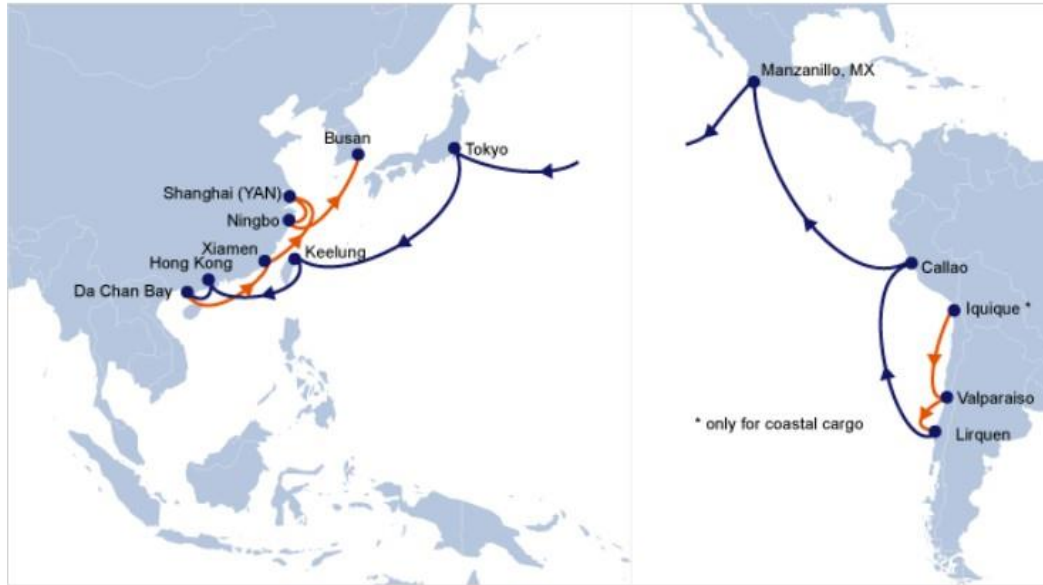 Manzanillo, MX
Busan
Tokyo
Shanghai (YAN)
Ningbo
Xiamen
Keelung
Hong Kong
Da Chan Bay
Callao
Iquique *
Valparaiso
* only for coastal cargo
Lirquen